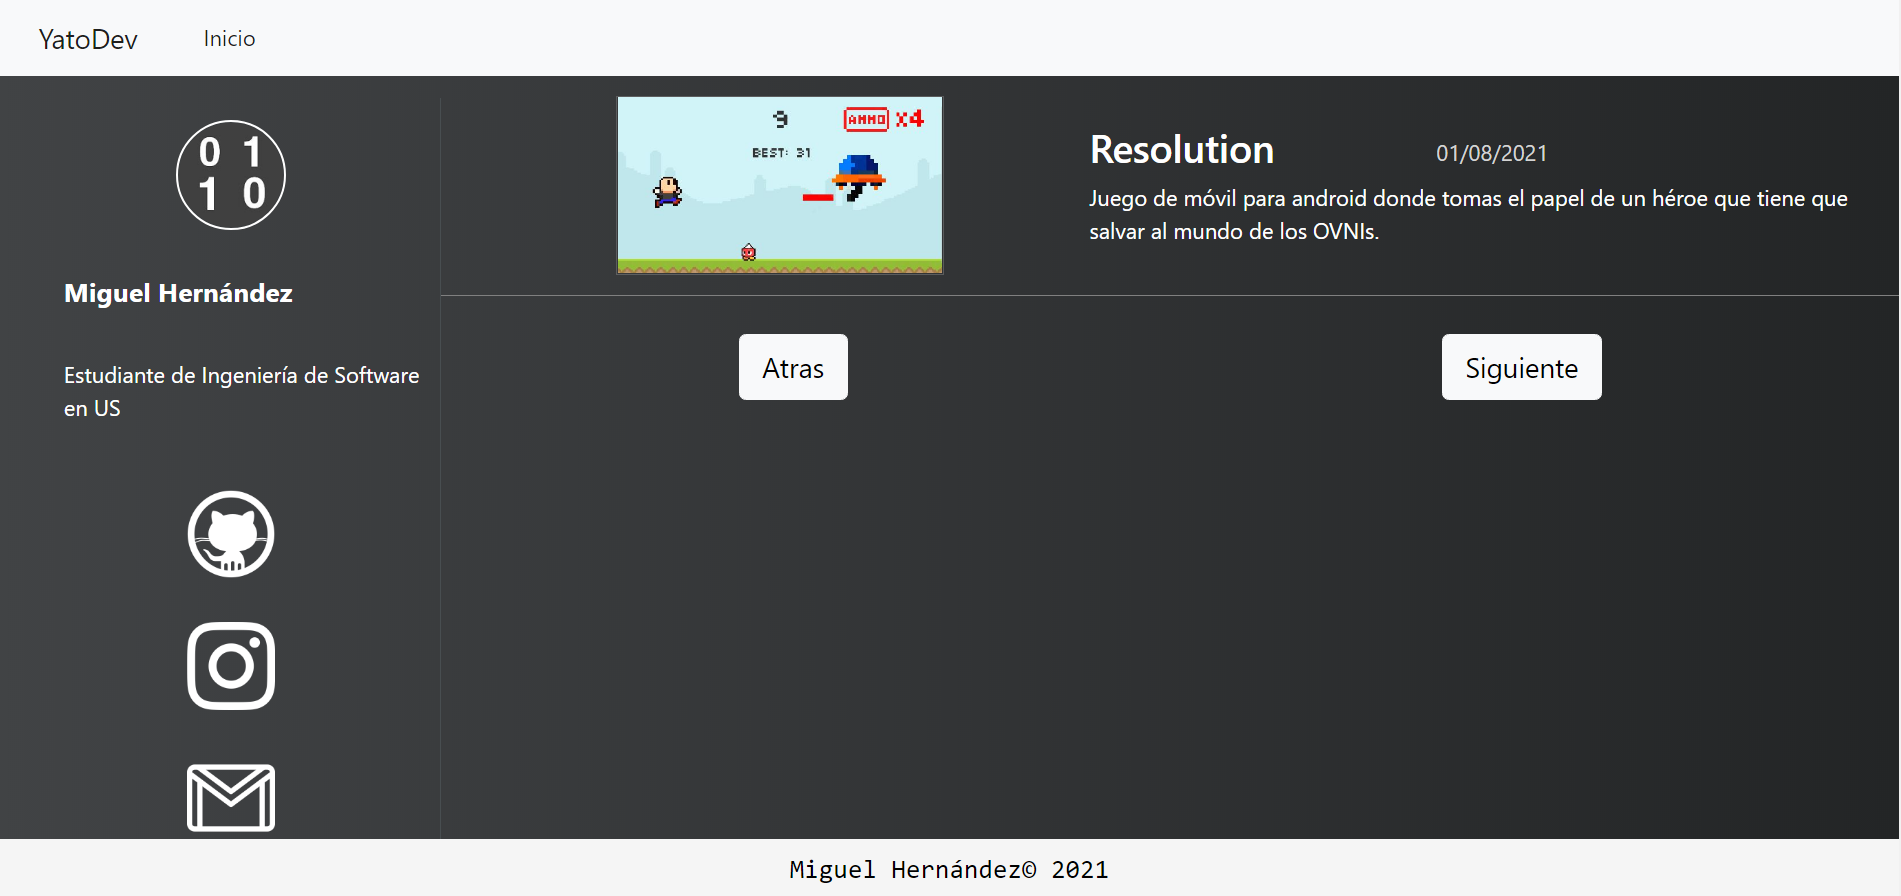 YatoDev
Inicio
0 1
1 0
Miguel Hernández
Estudiante de Ingeniería de Software
en US
9
AMMO x4
BEST: 31
Resolution
01/08/2021
Juego de móvil para android donde tomas el papel de un héroe que tiene que
salvar al mundo de los OVNIs.
Atras
Siguiente
Miguel Hernández© 2021